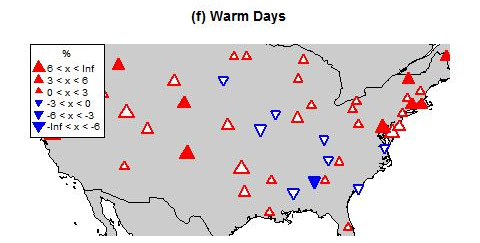 (f) Warm Days
%
6 < x < Inf
3 < x < 6
0 < x < 3
-3 < x < 0
-6 < x < -3
-Inf < x < -6